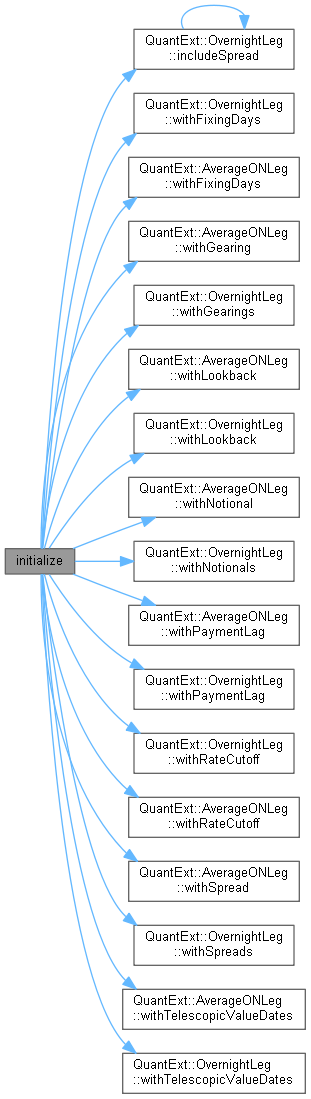 QuantExt::OvernightLeg
::includeSpread
QuantExt::OvernightLeg
::withFixingDays
QuantExt::AverageONLeg
::withFixingDays
QuantExt::AverageONLeg
::withGearing
QuantExt::OvernightLeg
::withGearings
QuantExt::AverageONLeg
::withLookback
QuantExt::OvernightLeg
::withLookback
QuantExt::AverageONLeg
::withNotional
initialize
QuantExt::OvernightLeg
::withNotionals
QuantExt::AverageONLeg
::withPaymentLag
QuantExt::OvernightLeg
::withPaymentLag
QuantExt::OvernightLeg
::withRateCutoff
QuantExt::AverageONLeg
::withRateCutoff
QuantExt::AverageONLeg
::withSpread
QuantExt::OvernightLeg
::withSpreads
QuantExt::AverageONLeg
::withTelescopicValueDates
QuantExt::OvernightLeg
::withTelescopicValueDates